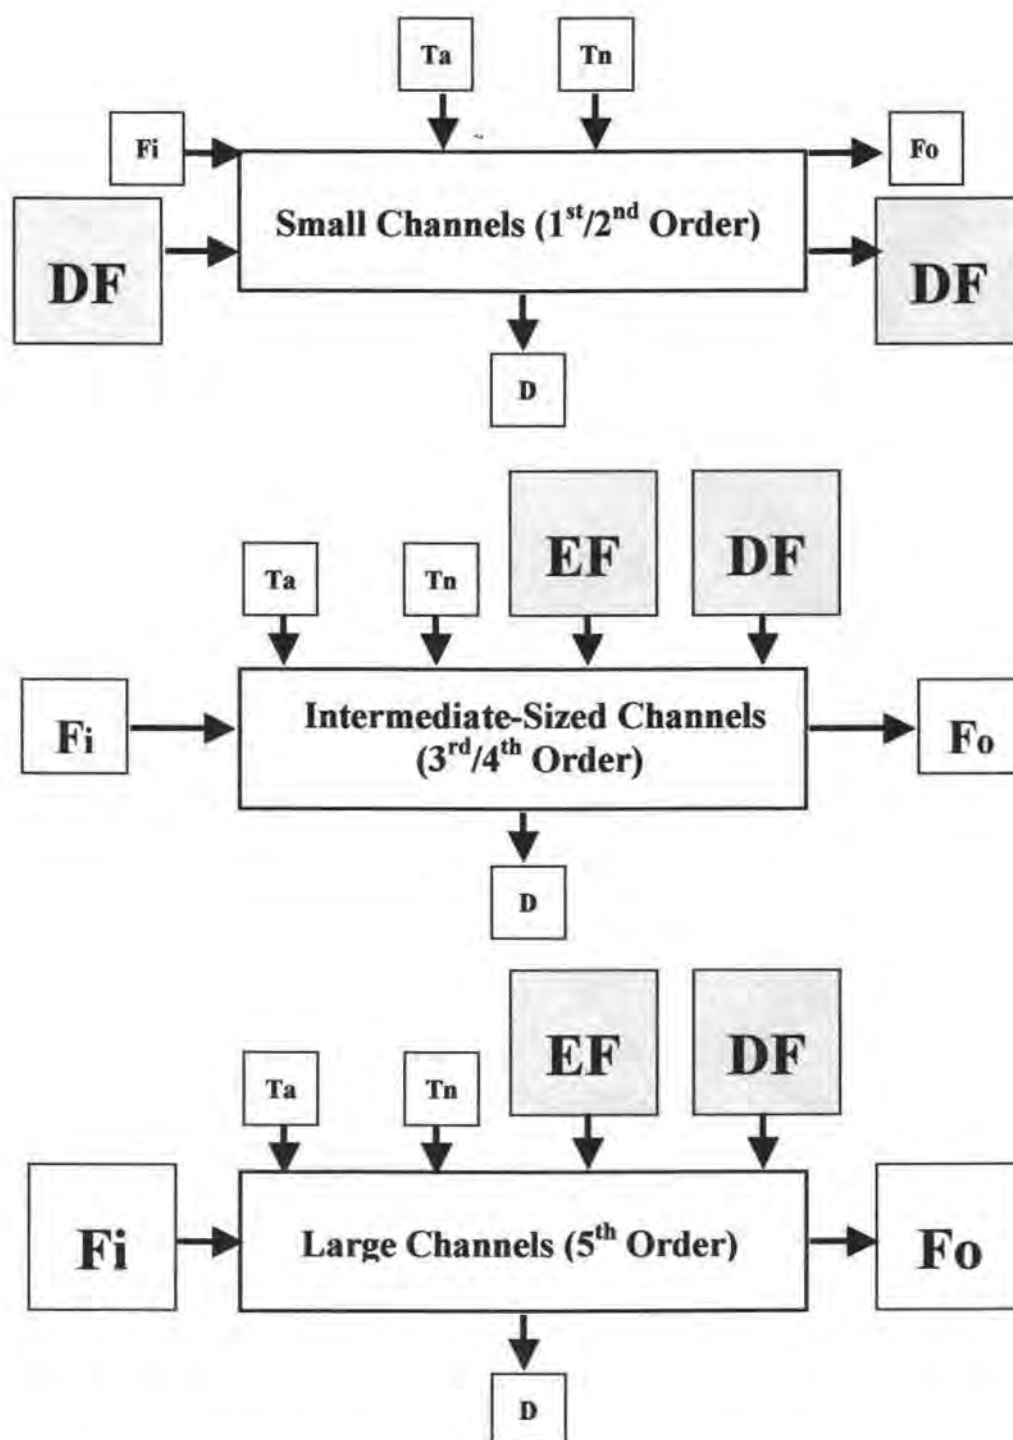 Ta
Tn
Fi
Fo
Small Channels (1st/2nd Order)
DF
DF
D
EF
DF
Ta
Tn
Intermediate-Sized Channels
Fi
Fo
(3rd/4th Order)
D
EF
DF
Ta
Tn
Fi
Large Channels (5th Order)
Fo
D